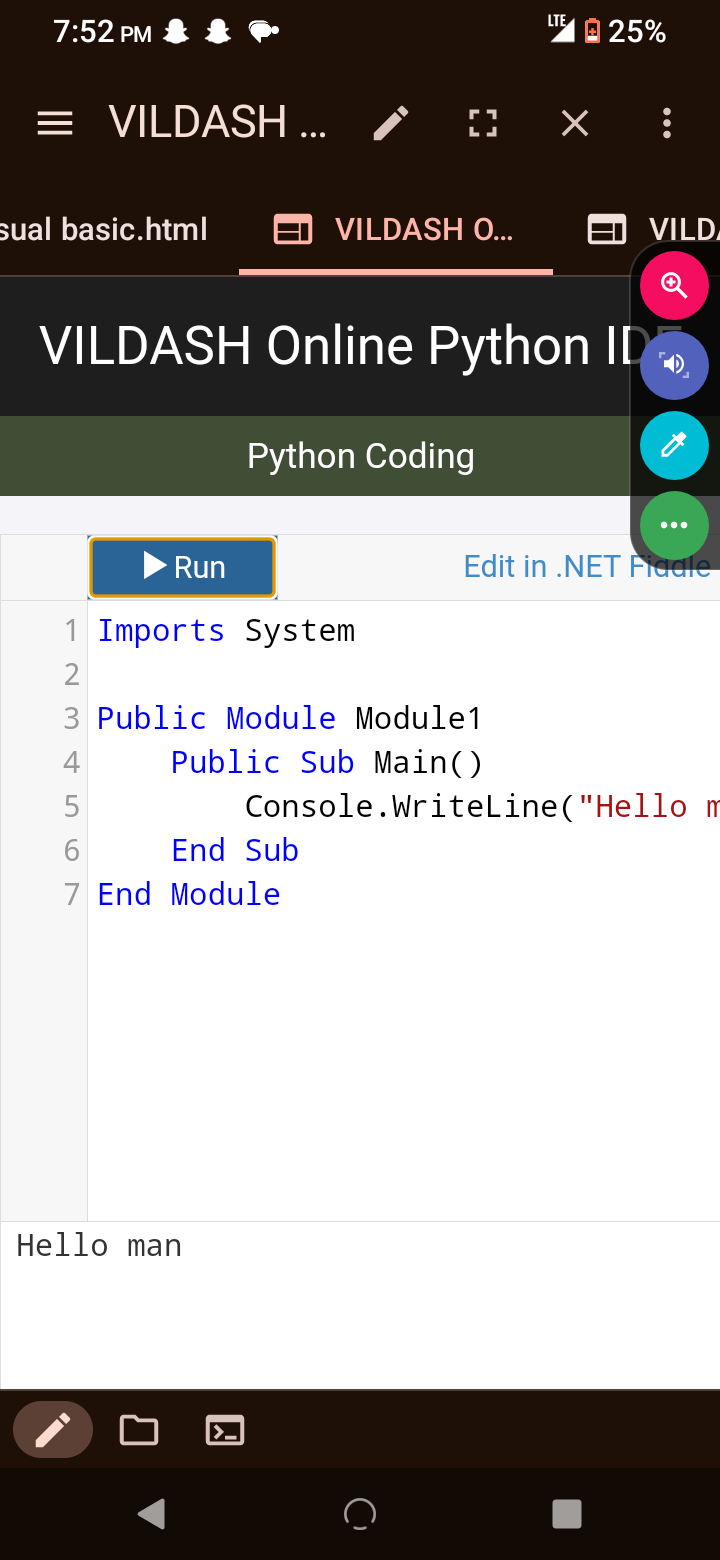 7:52 PM LTE 25%
VILDASH ...
sual basic.html VILDASH O... VILDA
VILDASH Online Python IDE
Python Coding
Run Edit in .NET Fiddle
1 Imports System
2
3 Public Module Module1
4 Public Sub Main()
5 Console.WriteLine("Hello m
6 End Sub
7 End Module
Hello man